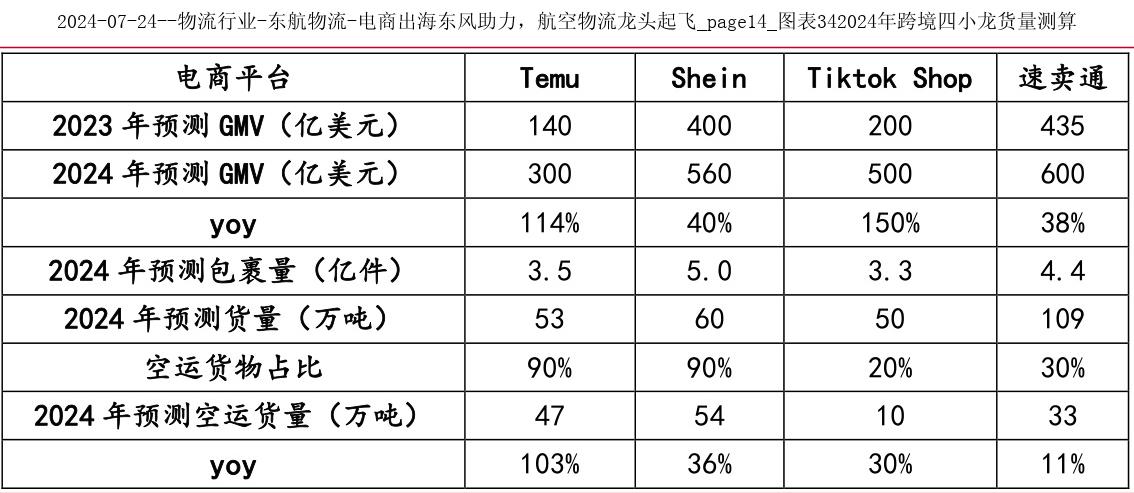 2024-07-24--物流行业-东航物流-电商出海东风助力，航空物流龙头起飞_page14_图表342024年跨境四小龙货量测算
电商平台 Temu Shein Tiktok Shop 速卖通
2023 年预测 GMV（亿美元） 140 400 200 435
2024 年预测 GMV（亿美元） 300 560 500 600
yoy 114% 40% 150% 38%
2024 年预测包裹量（亿件） 3.5 5.0 3.3 4.4
2024 年预测货量（万吨） 53 60 50 109
空运货物占比 90% 90% 20% 30%
2024 年预测空运货量（万吨） 47 54 10 33
yoy 103% 36% 30% 11%